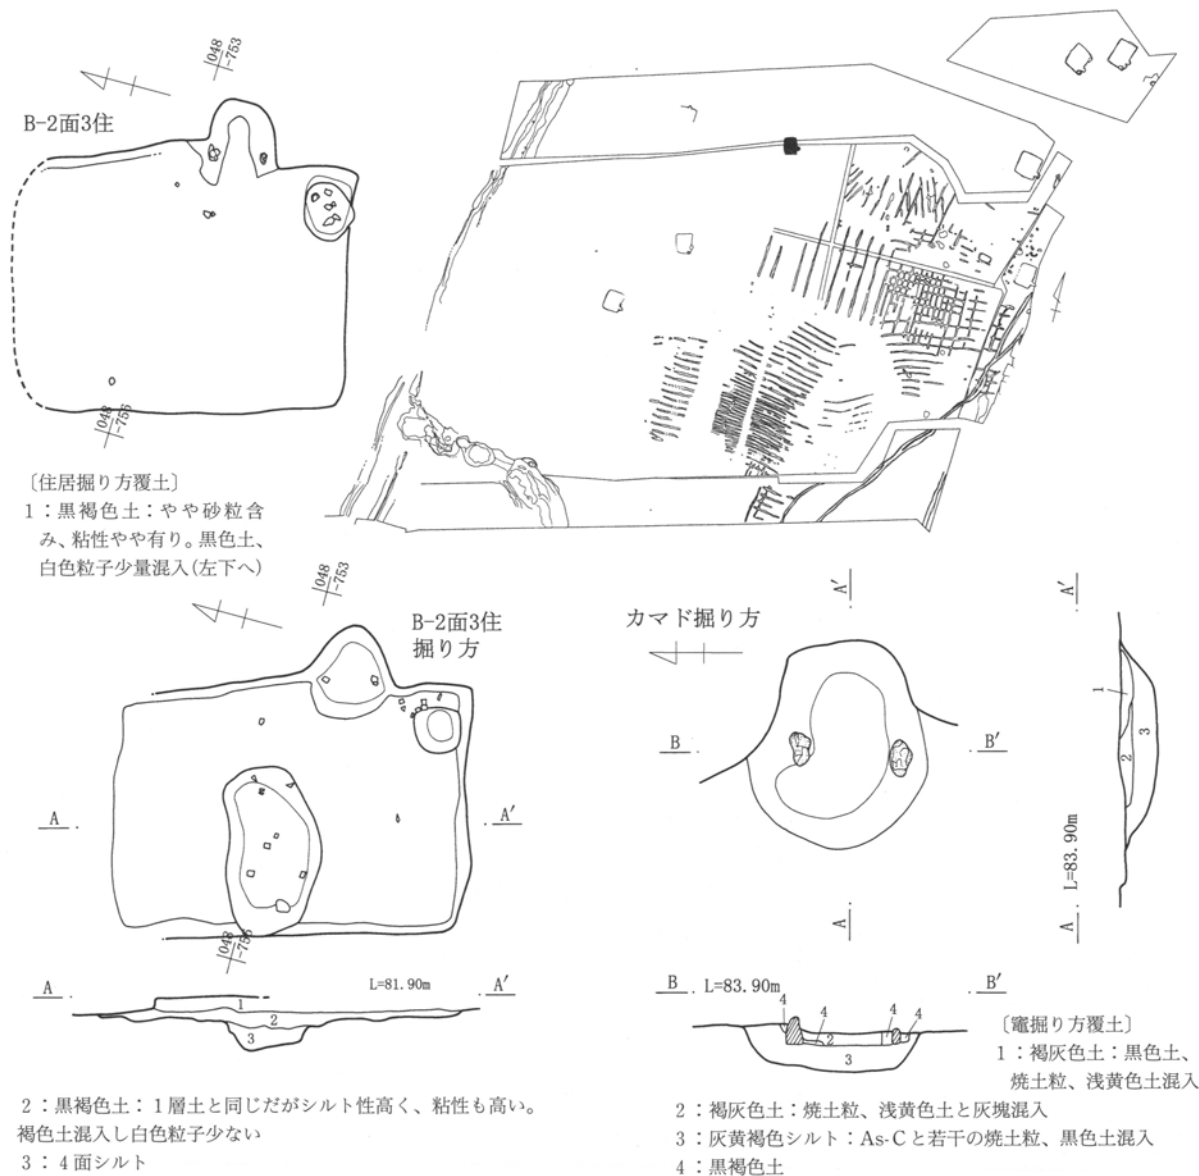 048
-753
B-2面3住
048
-756
〔住居掘り方覆土〕
1：黒褐色土：やや砂粒含
み、粘性やや有り。黒色土、
白色粒子少量混入(左下へ)
048
-753
B-2面3住
掘り方
A
A′
048
-756
A
L=81.90m
A′
1
2
3
2：黒褐色土：1層土と同じだがシルト性高く、粘性も高い。
褐色土混入し白色粒子少ない
3：4面シルト
カマド掘り方
A′
B
B′
A
A′
1
2
3
L=83.90m
A
B
L=83.90m
B′
4
4
2
4
4
3
〔竈掘り方覆土〕
1：褐灰色土：黒色土、
焼土粒、浅黄色土混入
2：褐灰色土：焼土粒、浅黄色土と灰塊混入
3：灰黄褐色シルト：As-Cと若干の焼土粒、黒色土混入
4：黒褐色土